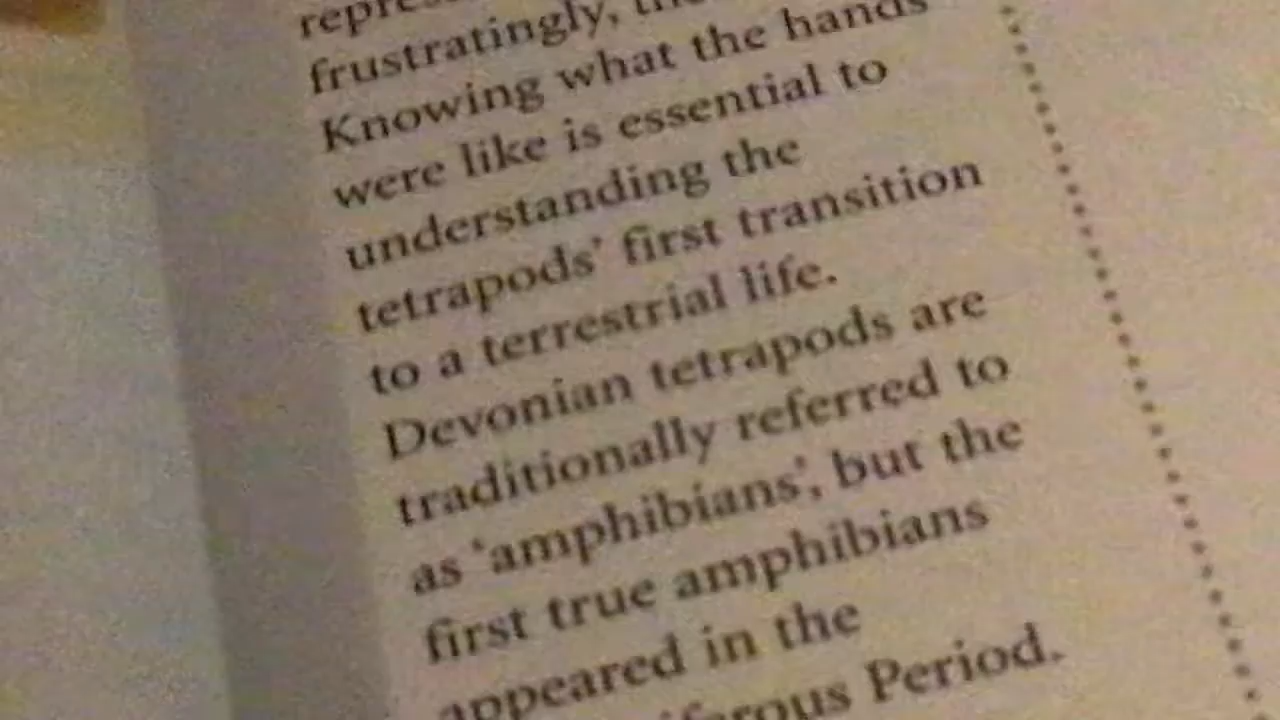 frustratingly,
Knowing what the hands
were like is essential to
understanding the
tetrapods' first transition
to a terrestrial life.
Devonian tetrapods are
traditionally referred to
as 'amphibians', but the
first true amphibians
appeared in the
Period.